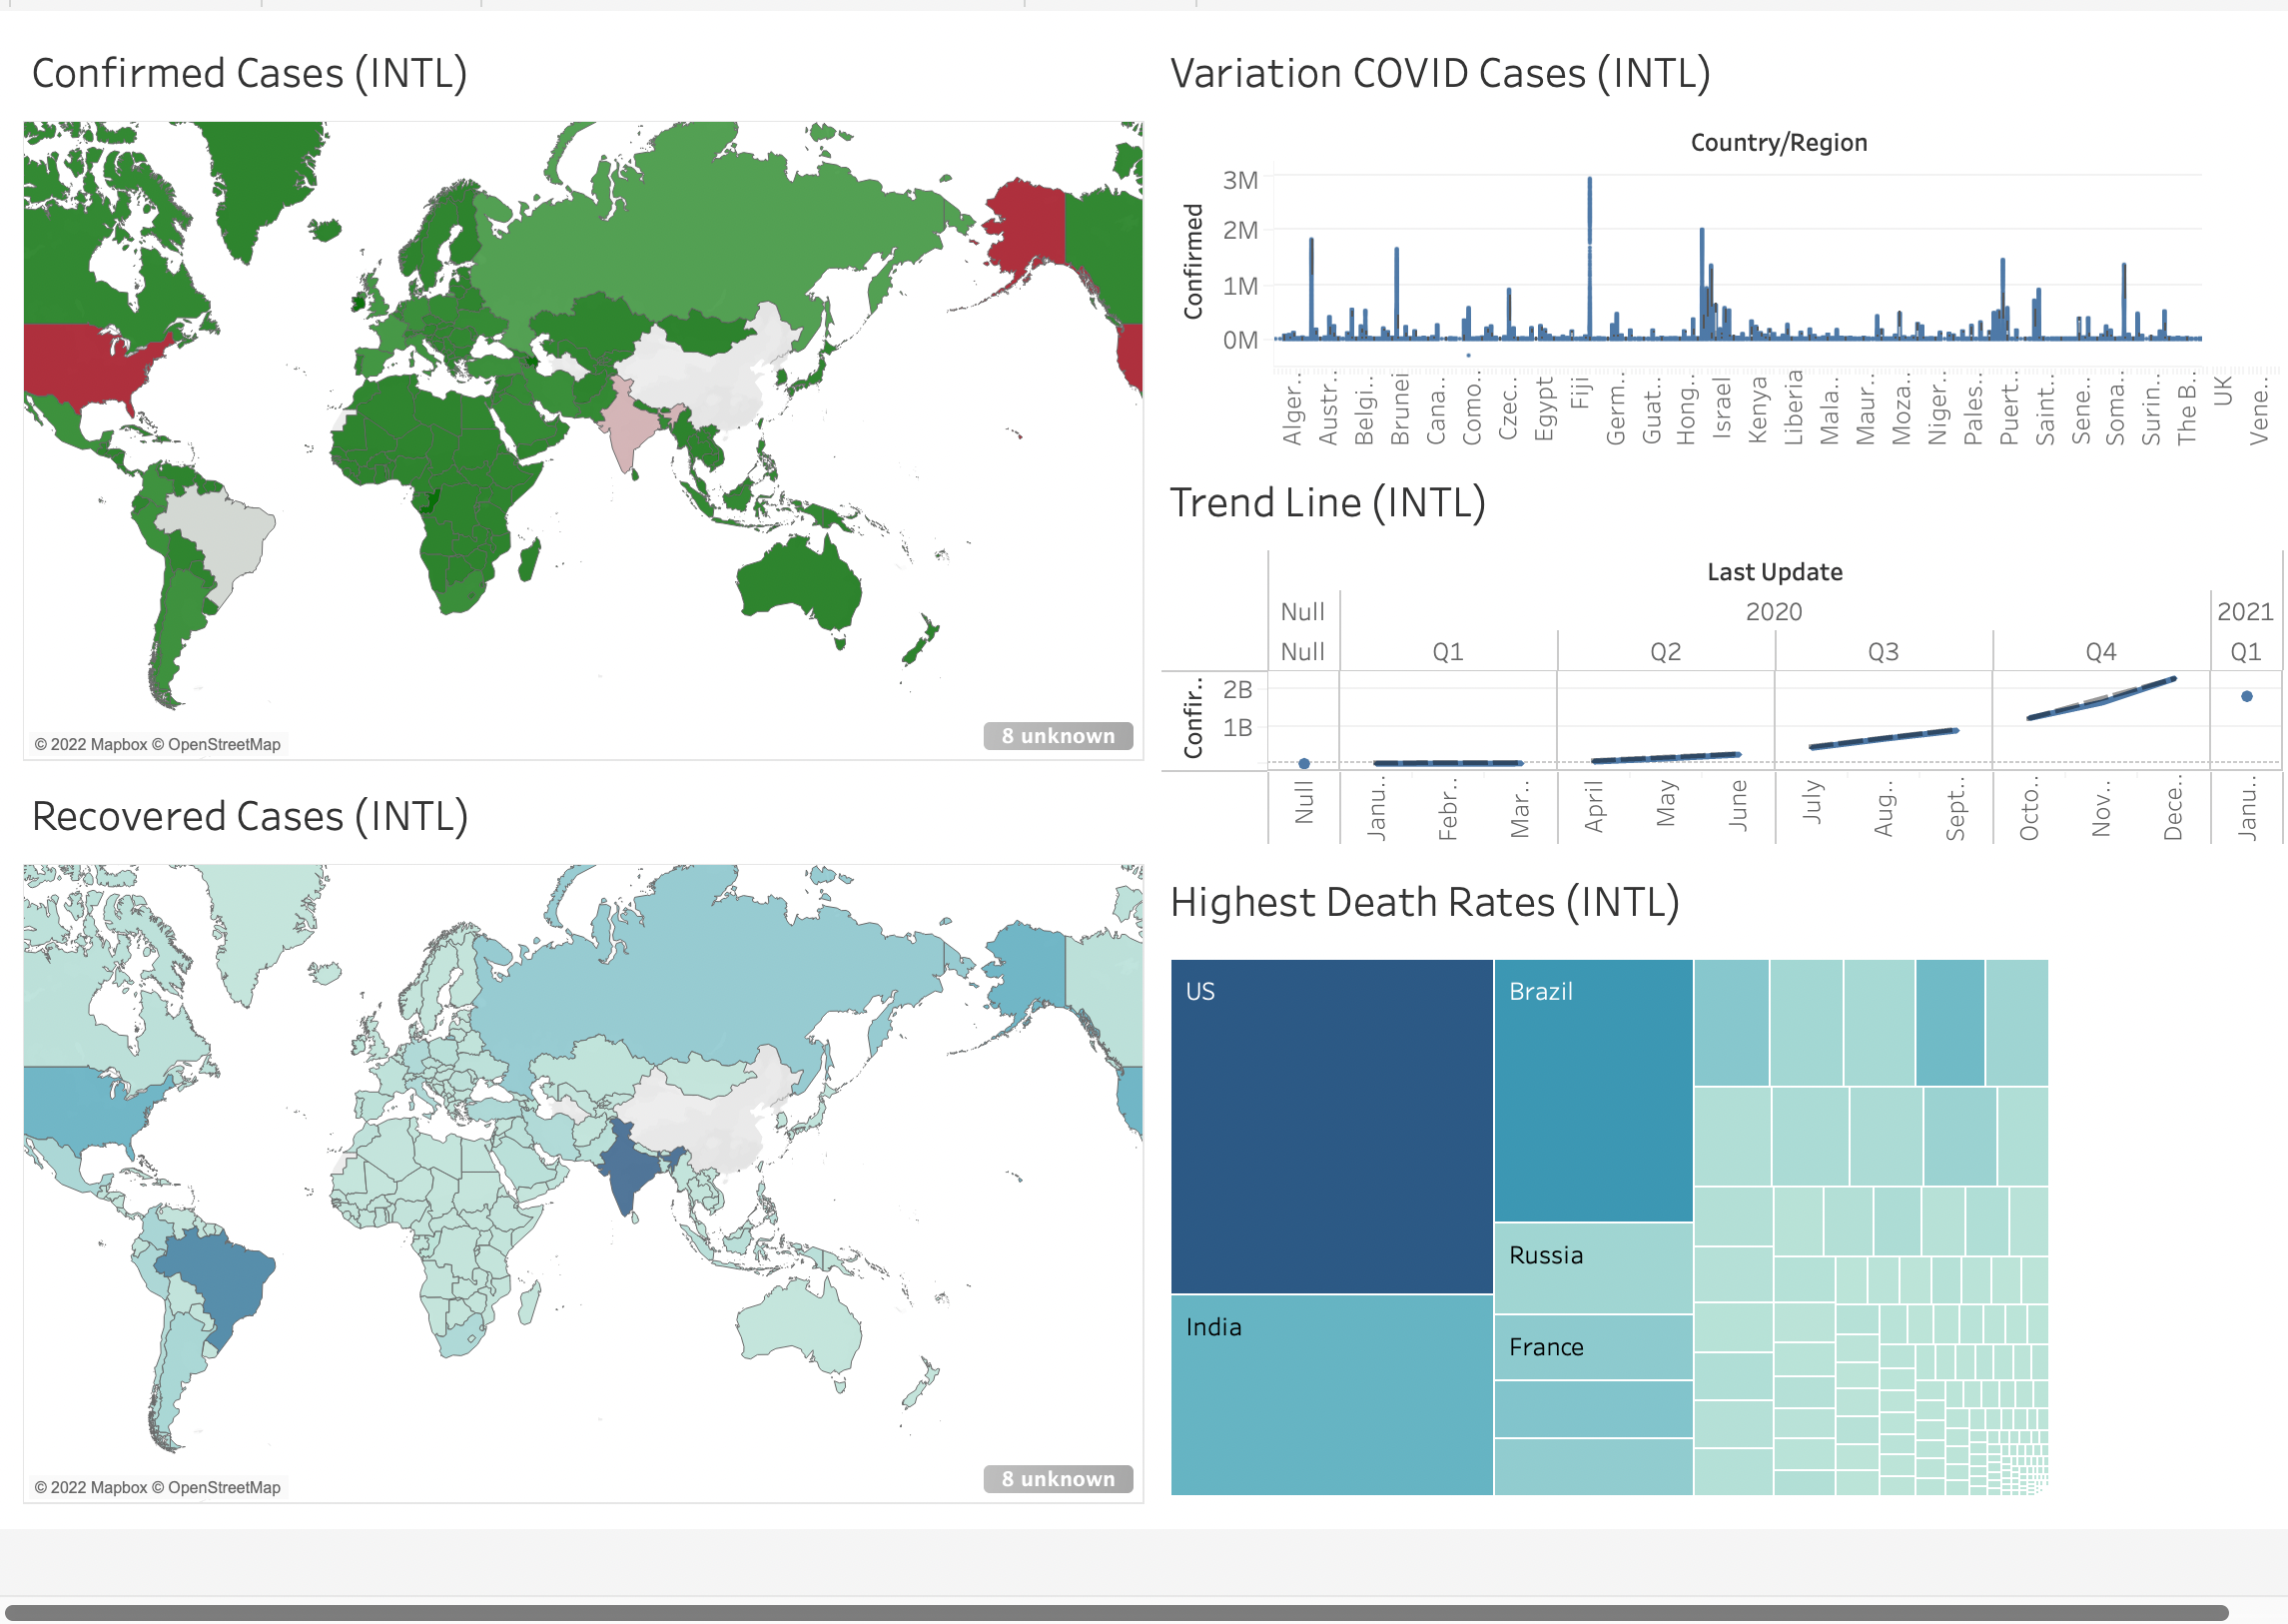 Confirmed Cases (INTL)
© 2022 Mapbox © OpenStreetMap
8 unknown
Recovered Cases (INTL)
© 2022 Mapbox © OpenStreetMap
8 unknown
Variation COVID Cases (INTL)
Country/Region
Confirmed
3M
2M
1M
0M
Alger..
Austr..
Belgi..
Brunei
Cana..
Como..
Czec..
Egypt
Fiji
Germ..
Guat..
Hong..
Israel
Kenya
Liberia
Mala..
Maur..
Moza..
Niger..
Pales..
Puert..
Saint..
Sene..
Soma..
Surin..
The B..
UK
Vene..
Trend Line (INTL)
Last Update
Null 2020 2021
Null Q1 Q2 Q3 Q4 Q1
Confir..
2B
1B
Null
Janu..
Febr..
Mar..
April
May
June
July
Aug..
Sept..
Octo..
Nov..
Dece..
Janu..
Highest Death Rates (INTL)
US
Brazil
Russia
India
France